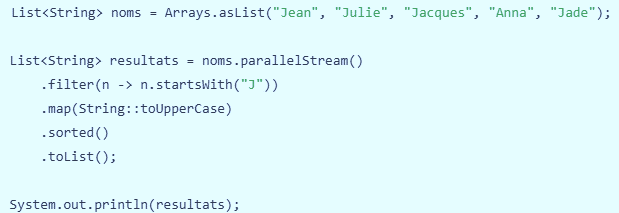 List<String> noms = Arrays.asList("Jean", "Julie", "Jacques", "Anna", "Jade");
List<String> resultats = noms.parallelStream()
.filter(n -> n.startsWith("J"))
.map(String::toUpperCase)
.sorted()
.toList();
System.out.println(resultats);